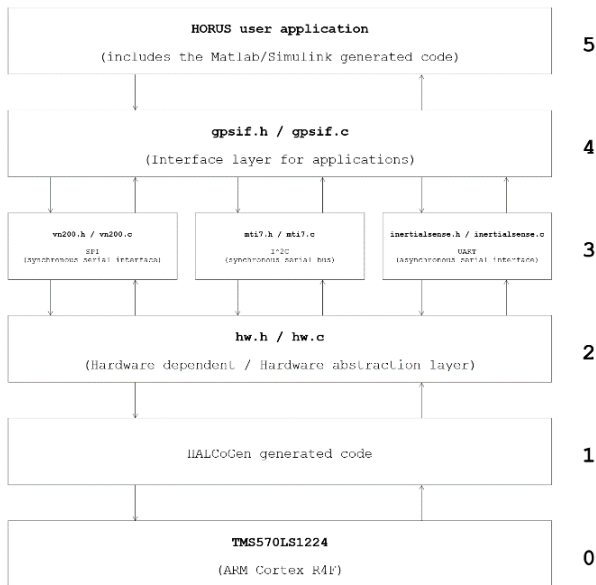 HORUS user application
(includes the Matlab/Simulink generated code)
5
gpsif.h / gpsif.c
(Interface layer for applications)
4
vn200.h / vn200.c
SPI
(synchronous serial interface)
mti7.h / mti7.c
I^2C
(synchronous serial bus)
inertialsense.h / inertialsense.c
UART
(asynchronous serial interface)
3
hw.h / hw.c
(Hardware dependent / Hardware abstraction layer)
2
HALCoGen generated code
1
TMS570LS1224
(ARM Cortex R4F)
0